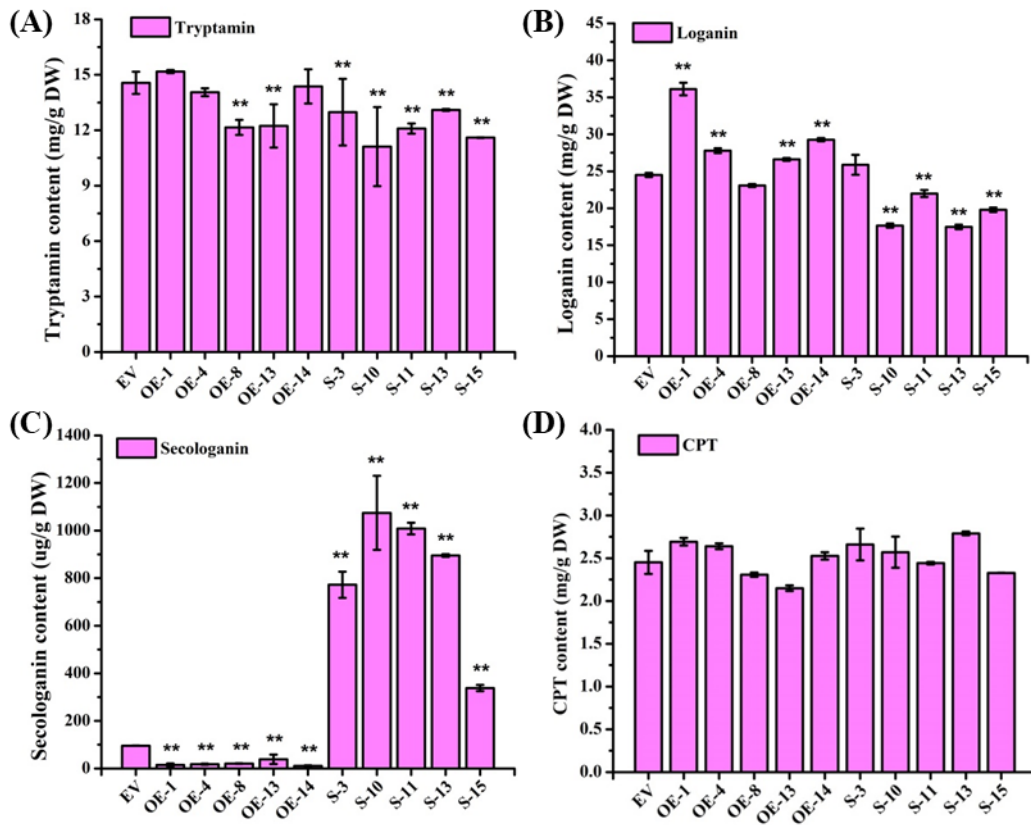 (A)
Tryptamin
Tryptamin content (mg/g DW)
18
15
12
9
6
3
0
** ** ** ** ** ** **
EV OE-1 OE-4 OE-8 OE-13 OE-14 S-3 S-10 S-11 S-13 S-15
(B)
Loganin
Loganin content (mg/g DW)
45
40
35
30
25
20
15
10
5
0
** ** ** ** ** ** ** **
EV OE-1 OE-4 OE-8 OE-13 OE-14 S-3 S-10 S-11 S-13 S-15
(C)
Secologanin
Secologanin content (ug/g DW)
1400
1200
1000
800
600
400
200
0
** ** ** ** ** ** ** ** ** **
EV OE-1 OE-4 OE-8 OE-13 OE-14 S-3 S-10 S-11 S-13 S-15
(D)
CPT
CPT content (mg/g DW)
4.0
3.5
3.0
2.5
2.0
1.5
1.0
0.5
0.0
EV OE-1 OE-4 OE-8 OE-13 OE-14 S-3 S-10 S-11 S-13 S-15